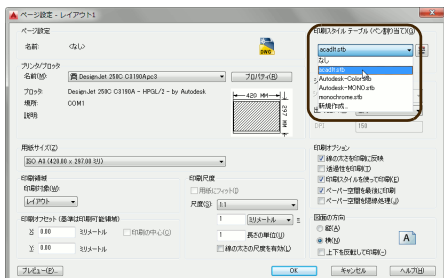 ページ設定 - レイアウト1
ページ設定
名前: <なし>
DWG
印刷スタイル テーブル (ペン割り当て)(G)
acadlt.stb
なし
acadlt.stb
Autodesk-Color.stb
Autodesk-MONO.stb
monochrome.stb
新規作成...
DPI 150
プリンタ/プロッタ
名前(M): DesignJet 250C C3190A.pc3
プロパティ(R)
プロッタ: DesignJet 250C C3190A - HPGL/2 - by Autodesk
場所: COM1
説明:
420 MM
297 MM
用紙サイズ(Z)
ISO A3 (420.00 x 297.00 ミリ)
印刷領域
印刷対象(W):
レイアウト
印刷オフセット (基準は印刷可能領域)
X: 0.00 ミリメートル
印刷の中心(C)
Y: 0.00 ミリメートル
印刷尺度
用紙にフィット(I)
尺度(S): 1:1
1 ミリメートル =
1 長さの単位(U)
線の太さの尺度を有効(L)
印刷オプション
線の太さを印刷に反映
透過性を印刷(T)
印刷スタイルを使って印刷(E)
ペーパー空間を最後に印刷
ペーパー空間を隠線処理(J)
図面の方向
縦(A)
横(N)
上下を反転して印刷(-)
A
プレビュー(P)...
OK
キャンセル
ヘルプ(H)